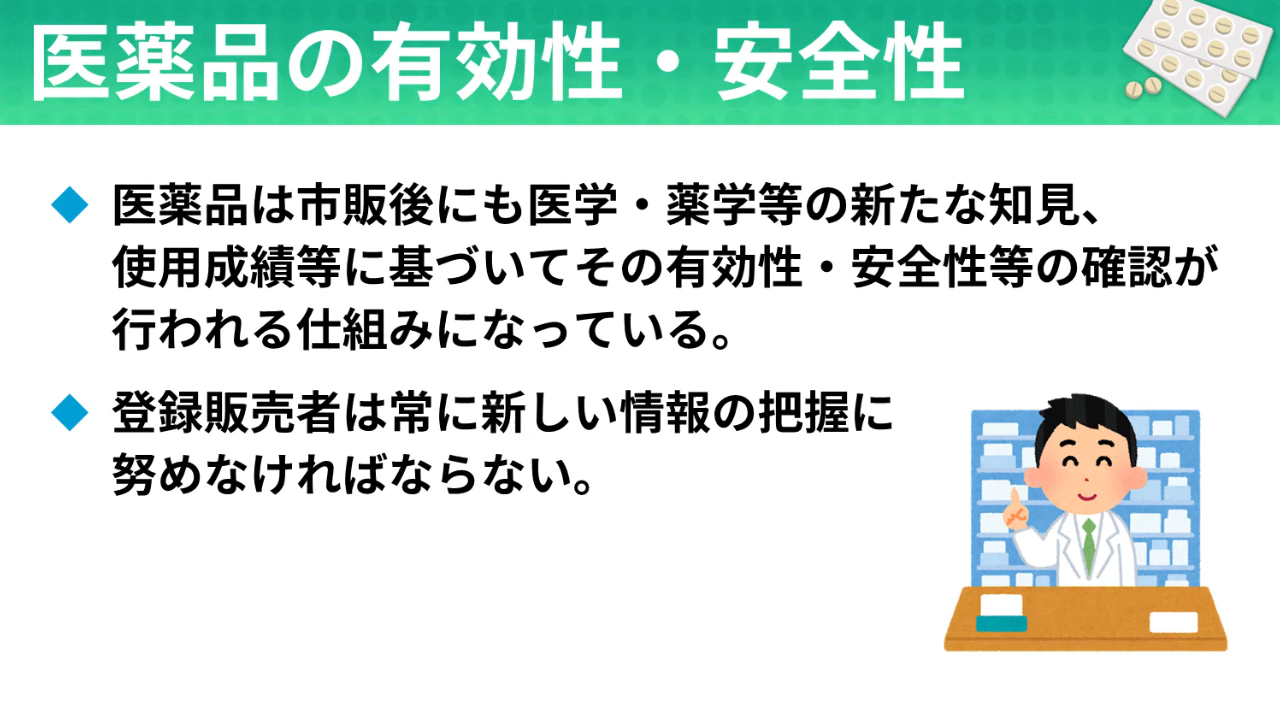 医薬品の有効性・安全性
◆ 医薬品は市販後にも医学・薬学等の新たな知見、
使用成績等に基づいてその有効性・安全性等の確認が
行われる仕組みになっている。
◆ 登録販売者は常に新しい情報の把握に
努めなければならない。